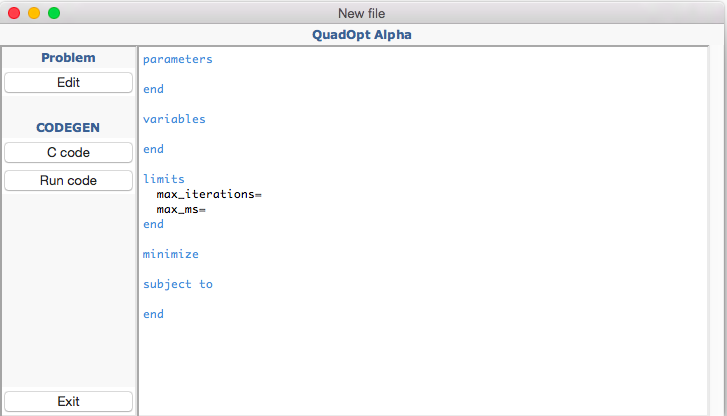 New file
QuadOpt Alpha
Problem
Edit
CODEGEN
C code
Run code
Exit
parameters
end
variables
end
limits
max_iterations=
max_ms=
end
minimize
subject to
end